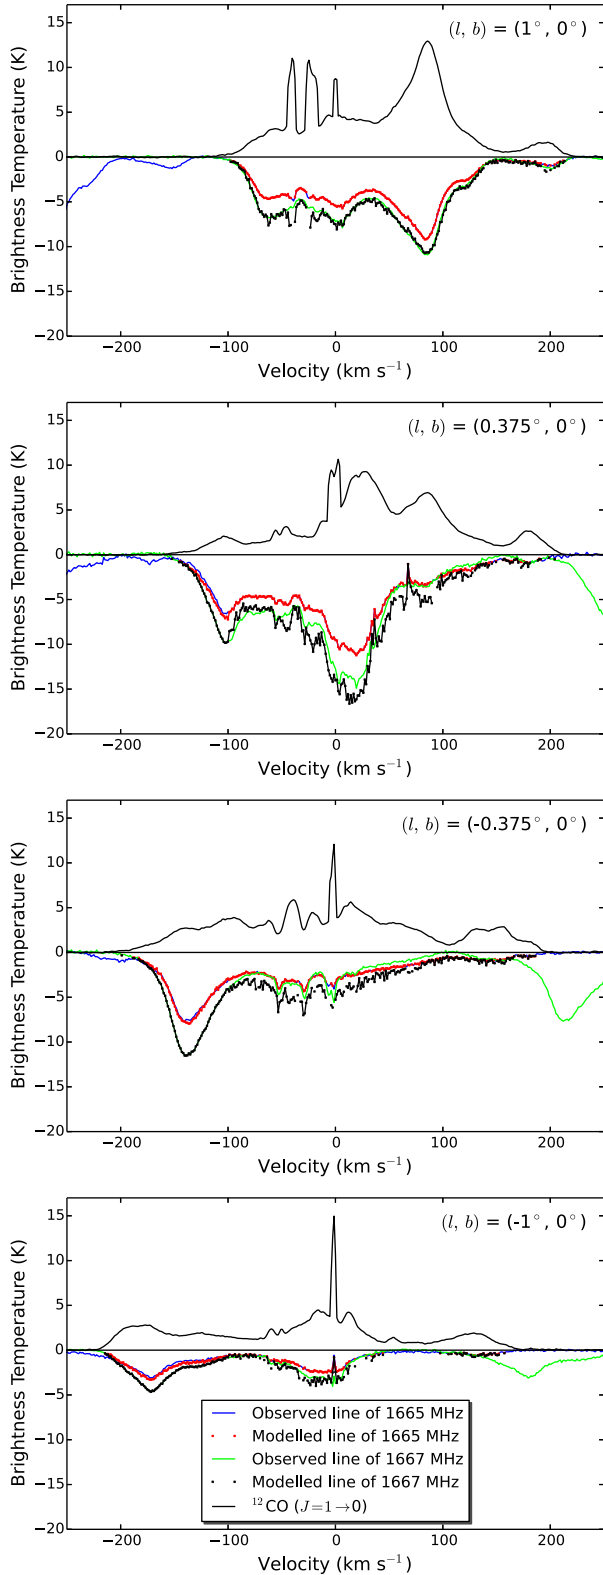 (l, b) = (1°, 0°)
15
10
5
0
−5
−10
−15
−20
Brightness Temperature (K)
−200 −100 0 100 200
Velocity (km s⁻¹)
(l, b) = (0.375°, 0°)
15
10
5
0
−5
−10
−15
−20
Brightness Temperature (K)
−200 −100 0 100 200
Velocity (km s⁻¹)
(l, b) = (-0.375°, 0°)
15
10
5
0
−5
−10
−15
−20
Brightness Temperature (K)
−200 −100 0 100 200
Velocity (km s⁻¹)
(l, b) = (-1°, 0°)
15
10
5
0
−5
−10
−15
−20
Brightness Temperature (K)
Observed line of 1665 MHz
Modelled line of 1665 MHz
Observed line of 1667 MHz
Modelled line of 1667 MHz
¹²CO (J=1→0)
−200 −100 0 100 200
Velocity (km s⁻¹)